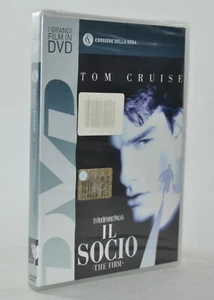 I GRANDI
FILM IN
DVD
CORRIERE DELLA SERA
TOM CRUISE
DVD
IL
SOCIO
-THE FIRM-